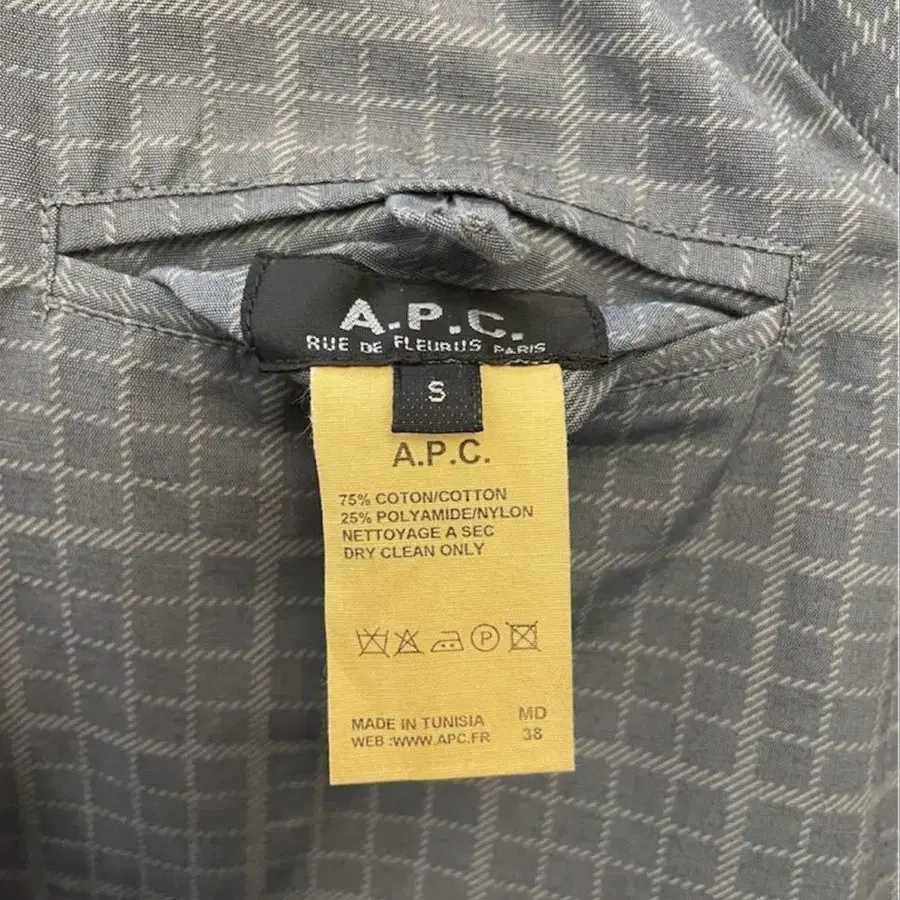 A.P.C.
RUE DE FLEURUS PARIS
S
A.P.C.
75% COTON/COTTON
25% POLYAMIDE/NYLON
NETTOYAGE A SEC
DRY CLEAN ONLY
P
MADE IN TUNISIA MD
WEB :WWW.APC.FR 38